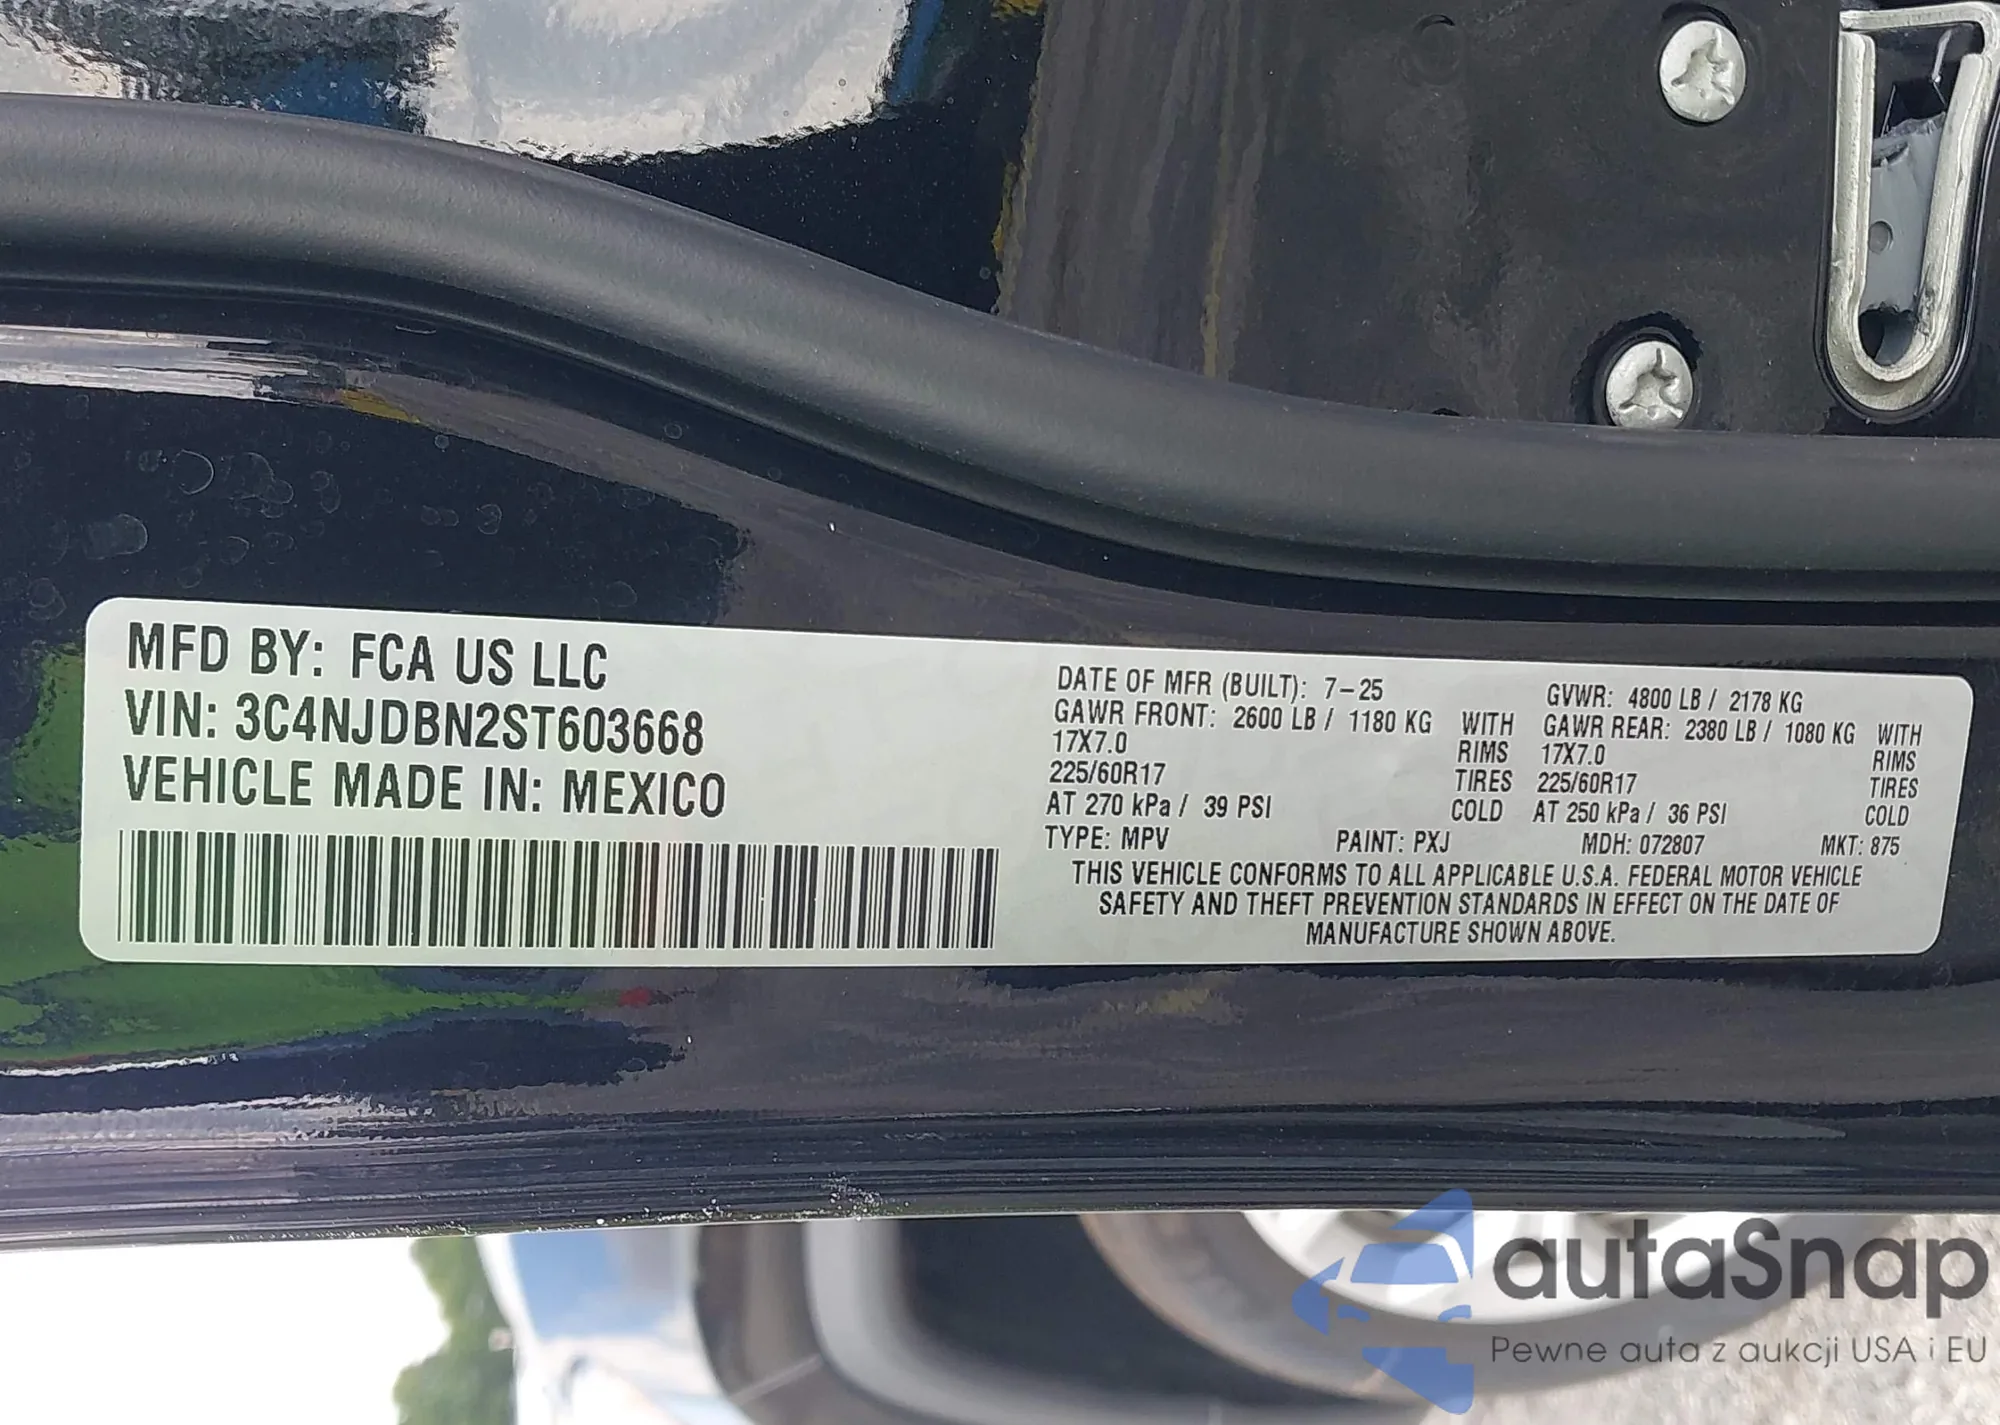 MFD BY: FCA US LLC
VIN: 3C4NJDBN2ST603668
VEHICLE MADE IN: MEXICO
DATE OF MFR (BUILT): 7-25 GVWR: 4800 LB / 2178 KG
GAWR FRONT: 2600 LB / 1180 KG WITH GAWR REAR: 2380 LB / 1080 KG WITH
17X7.0 RIMS 17X7.0 RIMS
225/60R17 TIRES 225/60R17 TIRES
AT 270 kPa / 39 PSI COLD AT 250 kPa / 36 PSI COLD
TYPE: MPV PAINT: PXJ MDH: 072807 MKT: 875
THIS VEHICLE CONFORMS TO ALL APPLICABLE U.S.A. FEDERAL MOTOR VEHICLE
SAFETY AND THEFT PREVENTION STANDARDS IN EFFECT ON THE DATE OF
MANUFACTURE SHOWN ABOVE.
autaSnap
Pewne auta z aukcji USA i EU